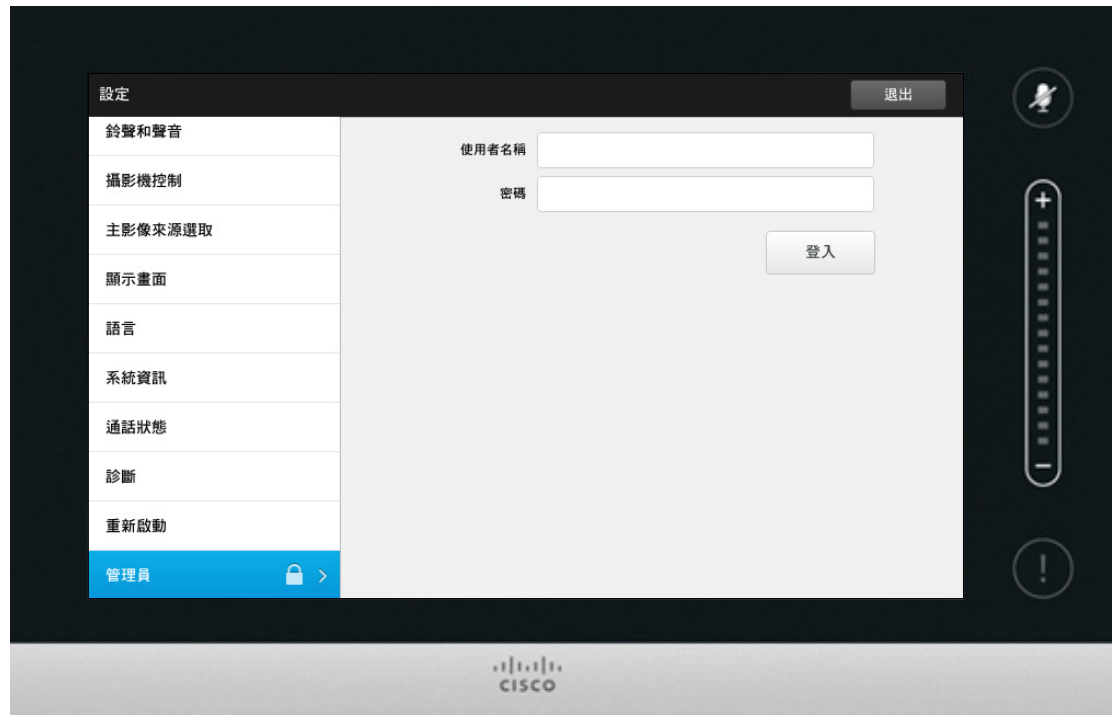 設定
退出
鈴聲和聲音
攝影機控制
主影像來源選取
顯示畫面
語言
系統資訊
通話狀態
診斷
重新啟動
管理員
使用者名稱
密碼
登入
CISCO